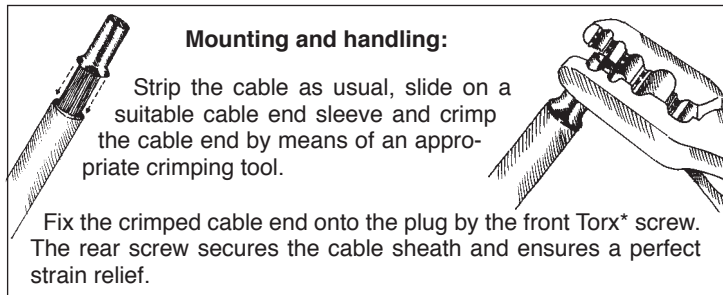 Mounting and handling:
Strip the cable as usual, slide on a
suitable cable end sleeve and crimp
the cable end by means of an appro-
priate crimping tool.
Fix the crimped cable end onto the plug by the front Torx* screw.
The rear screw secures the cable sheath and ensures a perfect
strain relief.